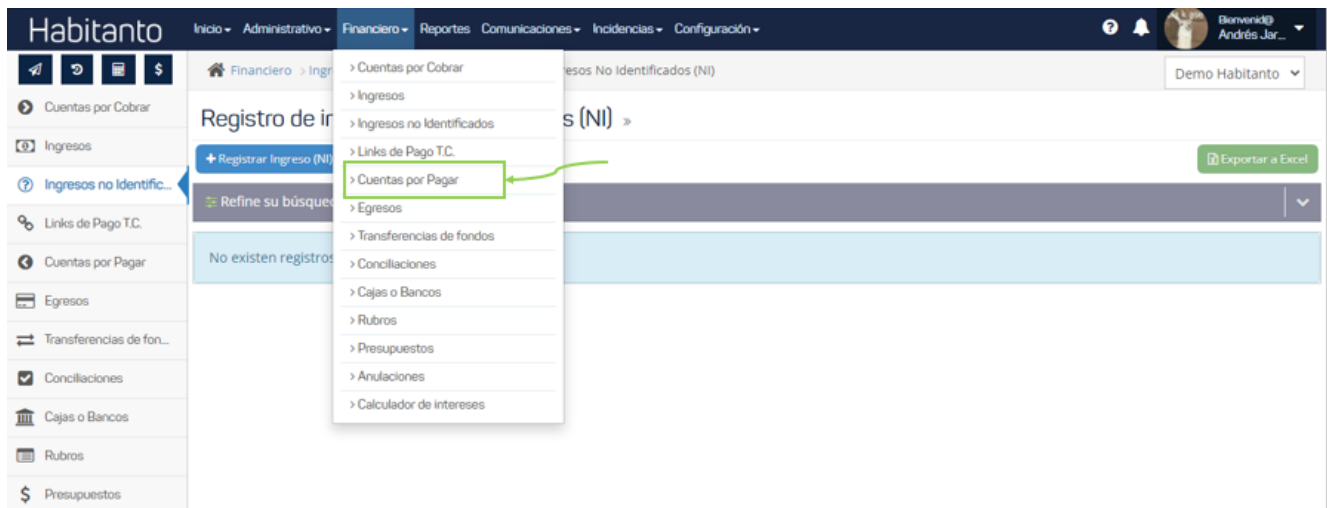 Habitanto
Inicio Administrativo Financiero Reportes Comunicaciones Incidencias Configuración
Bienvenid@
Andrés Jar...
Financiero > Ingr
esos No Identificados (NI)
Demo Habitanto
Registro de in
s (NI) »
+ Registrar Ingreso (NI)
Exportar a Excel
Refine su búsqued
No existen registros
> Cuentas por Cobrar
> Ingresos
> Ingresos no Identificados
> Links de Pago T.C.
> Cuentas por Pagar
> Egresos
> Transferencias de fondos
> Conciliaciones
> Cajas o Bancos
> Rubros
> Presupuestos
> Anulaciones
> Calculador de intereses
Cuentas por Cobrar
Ingresos
Ingresos no Identific...
Links de Pago T.C.
Cuentas por Pagar
Egresos
Transferencias de fon...
Conciliaciones
Cajas o Bancos
Rubros
Presupuestos